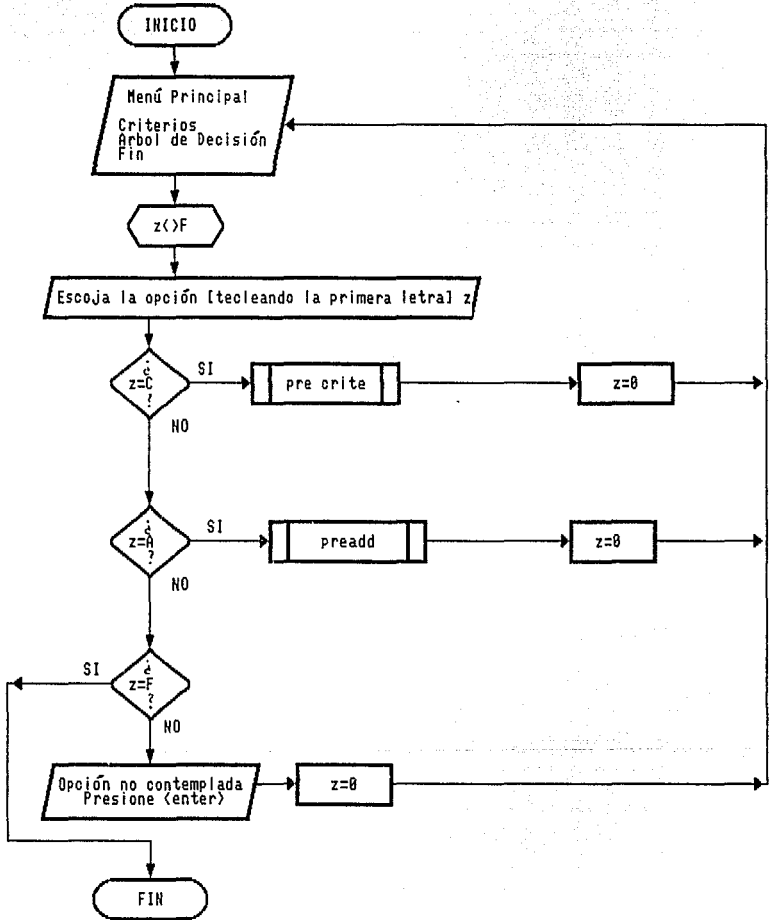 INICIO
Menú Principal
Criterios
Arbol de Decisión
Fin
z<>F
Escoja la opción [tecleando la primera letra] z
¿
z=C
?
SI
pre crite
z=0
NO
¿
z=A
?
SI
preadd
z=0
NO
¿
z=F
?
SI
NO
Opción no contemplada
Presione <enter>
z=0
FIN